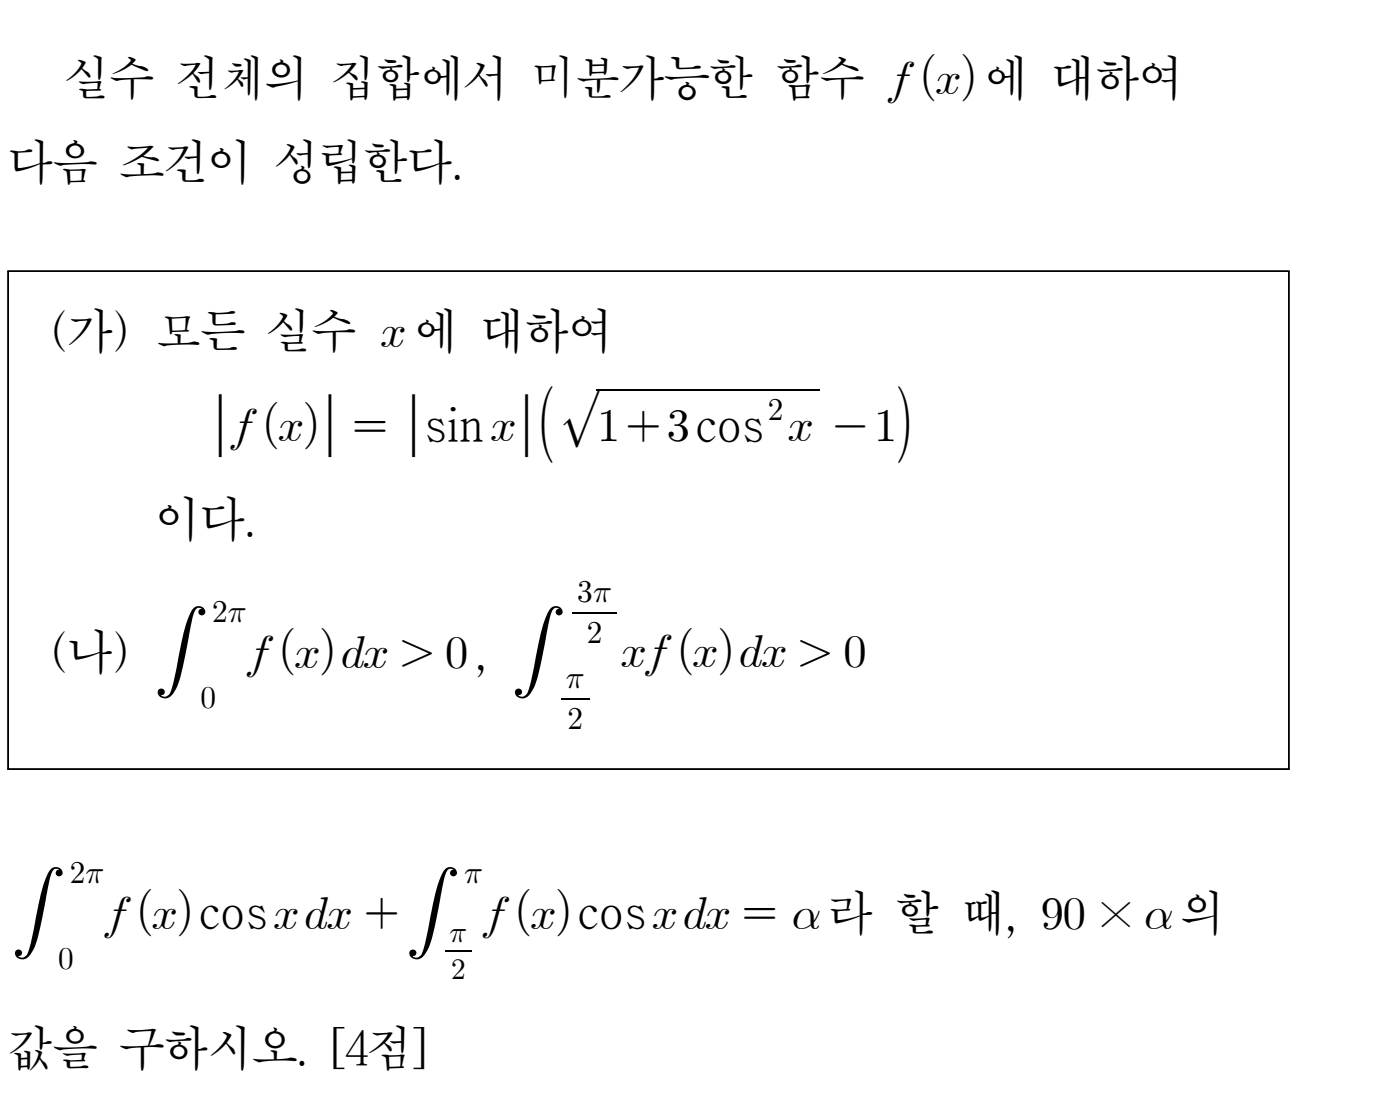 실수 전체의 집합에서 미분가능한 함수 f(x)에 대하여
다음 조건이 성립한다.
(가) 모든 실수 x에 대하여
|f(x)| = |sin x|(√(1+3cos²x) − 1)
이다.
(나) ∫₀^{2π} f(x)dx > 0, ∫_{π/2}^{3π/2} xf(x)dx > 0
∫₀^{2π} f(x)cos x dx + ∫_{π/2}^{π} f(x)cos x dx = α라 할 때, 90×α의
값을 구하시오. [4점]